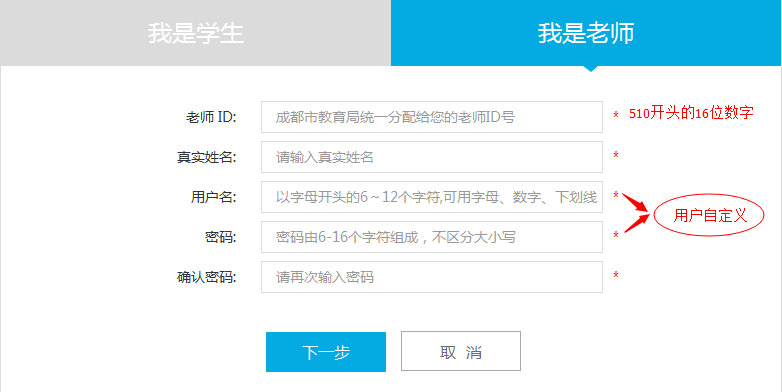 我是学生
我是老师
老师 ID: 成都市教育局统一分配给您的老师ID号 * 510开头的16位数字
真实姓名: 请输入真实姓名 *
用户名: 以字母开头的6～12个字符,可用字母、数字、下划线 *
用户自定义
密码: 密码由6-16个字符组成，不区分大小写 *
确认密码: 请再次输入密码 *
下一步
取 消